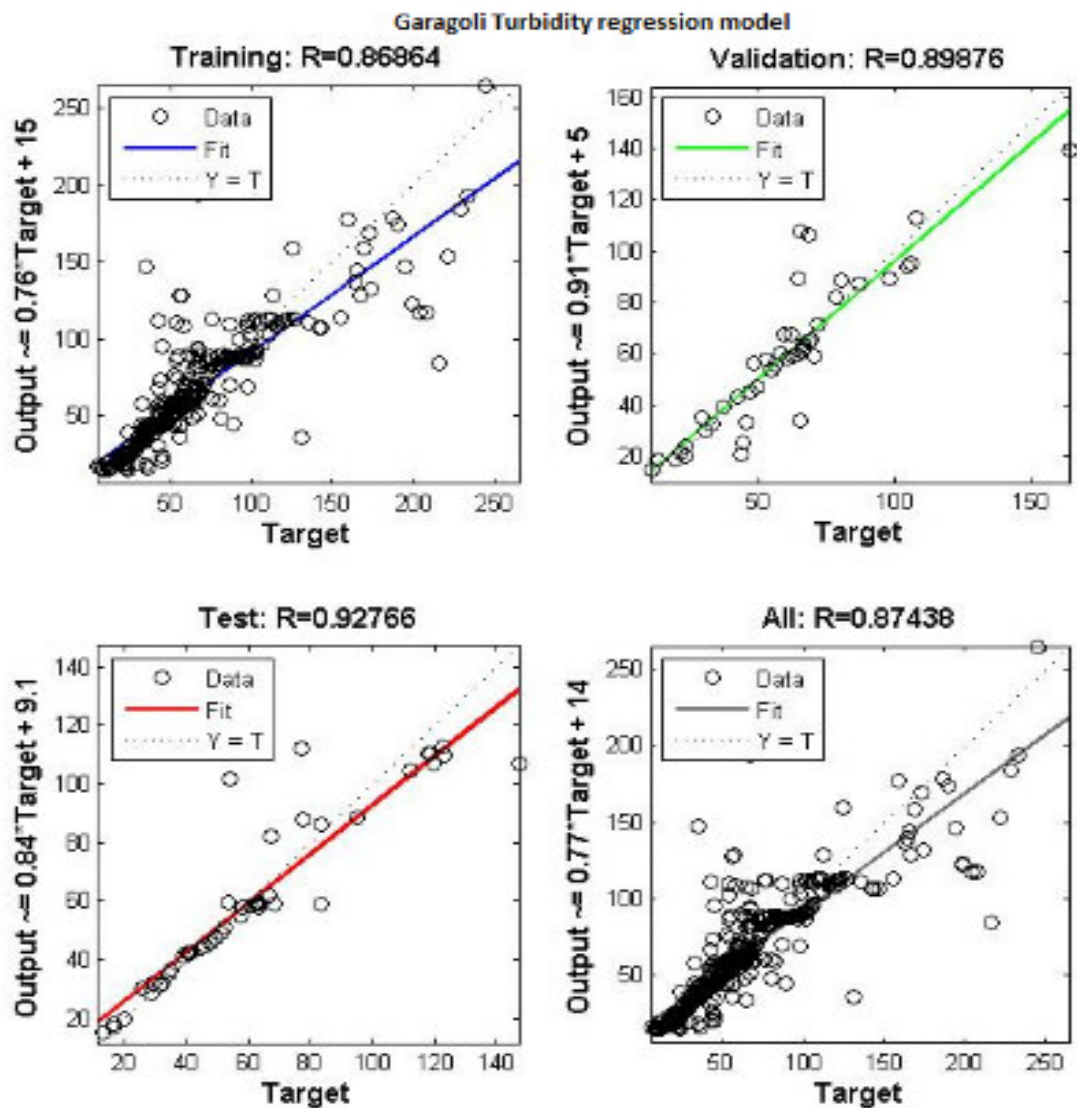 Garagoli Turbidity regression model
Training: R=0.86864
Output ~= 0.76*Target + 15
Data
Fit
Y = T
250
200
150
100
50
50 100 150 200 250
Target
Validation: R=0.89876
Output ~= 0.91*Target + 5
Data
Fit
Y = T
160
140
120
100
80
60
40
20
50 100 150
Target
Test: R=0.92766
Output ~= 0.84*Target + 9.1
Data
Fit
Y = T
140
120
100
80
60
40
20
20 40 60 80 100 120 140
Target
All: R=0.87438
Output ~= 0.77*Target + 14
Data
Fit
Y = T
250
200
150
100
50
50 100 150 200 250
Target